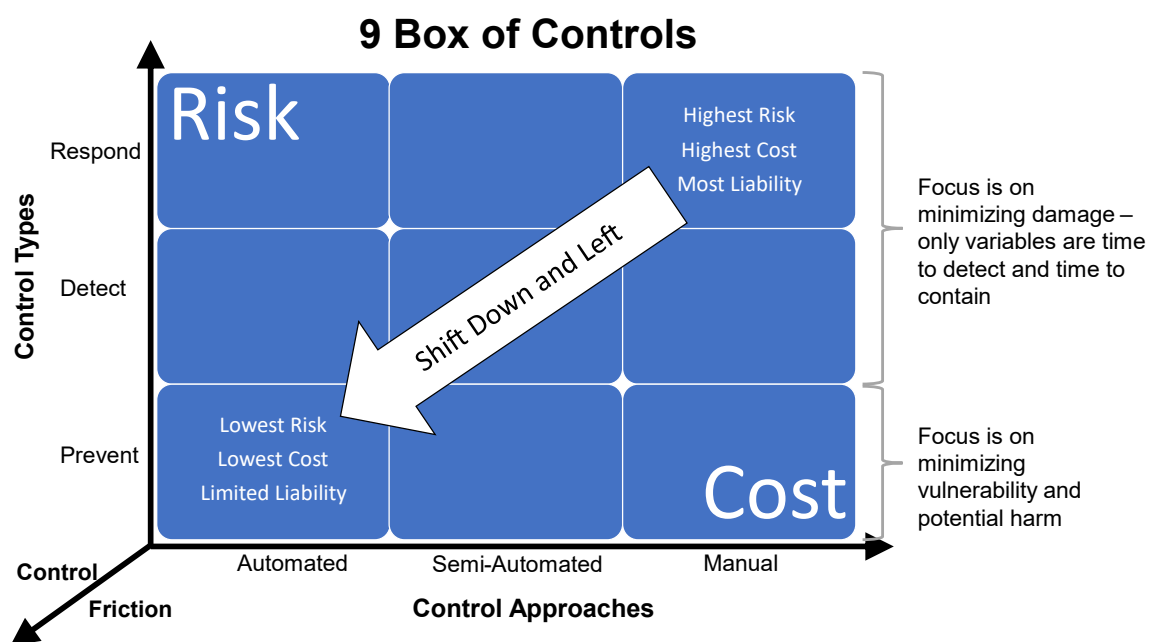 9 Box of Controls
Risk
Highest Risk
Highest Cost
Most Liability
Respond
Detect
Prevent
Control Types
Shift Down and Left
Lowest Risk
Lowest Cost
Limited Liability
Cost
Focus is on
minimizing damage –
only variables are time
to detect and time to
contain
Focus is on
minimizing
vulnerability and
potential harm
Automated
Semi-Automated
Manual
Control
Friction
Control Approaches